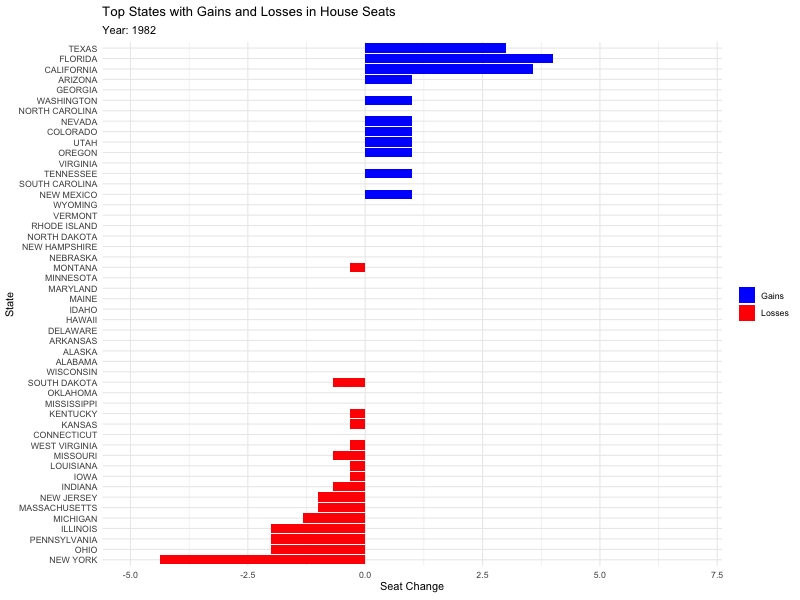 Top States with Gains and Losses in House Seats
Year: 1982
TEXAS
FLORIDA
CALIFORNIA
ARIZONA
GEORGIA
WASHINGTON
NORTH CAROLINA
NEVADA
COLORADO
UTAH
OREGON
VIRGINIA
TENNESSEE
SOUTH CAROLINA
NEW MEXICO
WYOMING
VERMONT
RHODE ISLAND
NORTH DAKOTA
NEW HAMPSHIRE
NEBRASKA
MONTANA
MINNESOTA
MARYLAND
MAINE
IDAHO
HAWAII
DELAWARE
ARKANSAS
ALASKA
ALABAMA
WISCONSIN
SOUTH DAKOTA
OKLAHOMA
MISSISSIPPI
KENTUCKY
KANSAS
CONNECTICUT
WEST VIRGINIA
MISSOURI
LOUISIANA
IOWA
INDIANA
NEW JERSEY
MASSACHUSETTS
MICHIGAN
ILLINOIS
PENNSYLVANIA
OHIO
NEW YORK
State
-5.0 -2.5 0.0 2.5 5.0 7.5
Seat Change
Gains
Losses